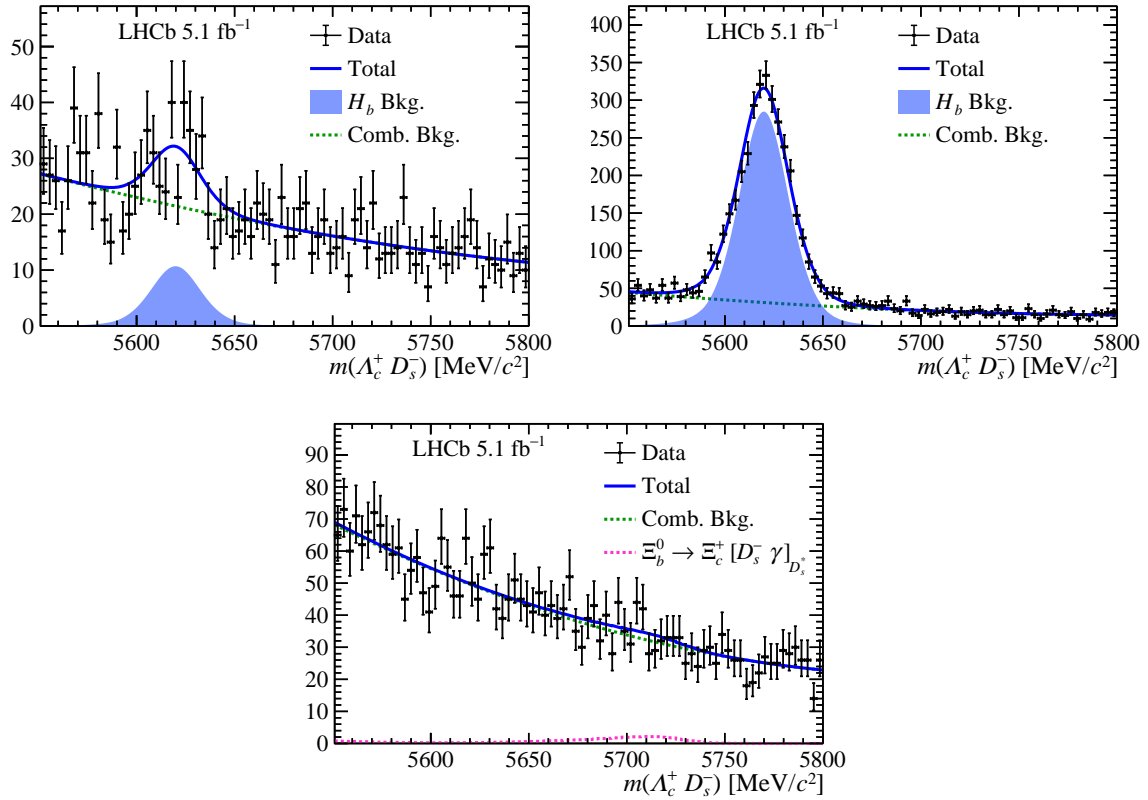 LHCb 5.1 fb⁻¹
Data
Total
H_b Bkg.
Comb. Bkg.
50
40
30
20
10
0
5600 5650 5700 5750 5800
m(Λ_c^+ D_s^-) [MeV/c²]
LHCb 5.1 fb⁻¹
Data
Total
H_b Bkg.
Comb. Bkg.
400
350
300
250
200
150
100
50
0
5600 5650 5700 5750 5800
m(Λ_c^+ D_s^-) [MeV/c²]
LHCb 5.1 fb⁻¹
Data
Total
Comb. Bkg.
Ξ_b^0 → Ξ_c^+ [D_s^- γ]_{D_s^*}
90
80
70
60
50
40
30
20
10
0
5600 5650 5700 5750 5800
m(Λ_c^+ D_s^-) [MeV/c²]